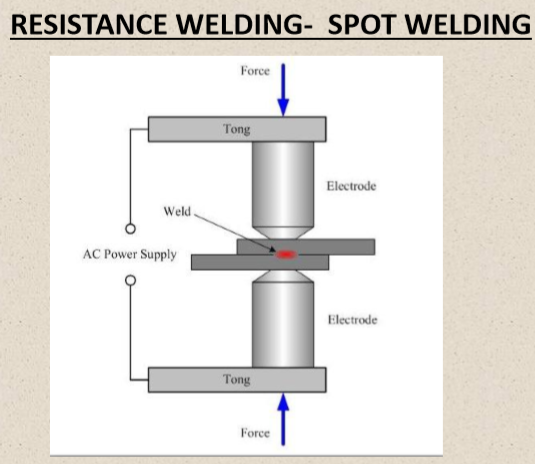 RESISTANCE WELDING- SPOT WELDING
Force
Tong
Electrode
Weld
AC Power Supply
Electrode
Tong
Force